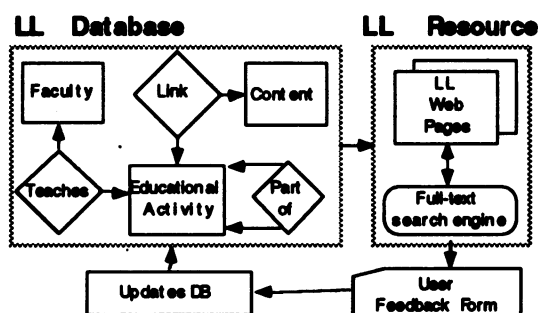 LL Database
LL Resource
Faculty
Link
Content
LL
Web
Pages
Teaches
Educational
Activity
Part
of
Full-text
search engine
Updates DB
User
Feedback Form